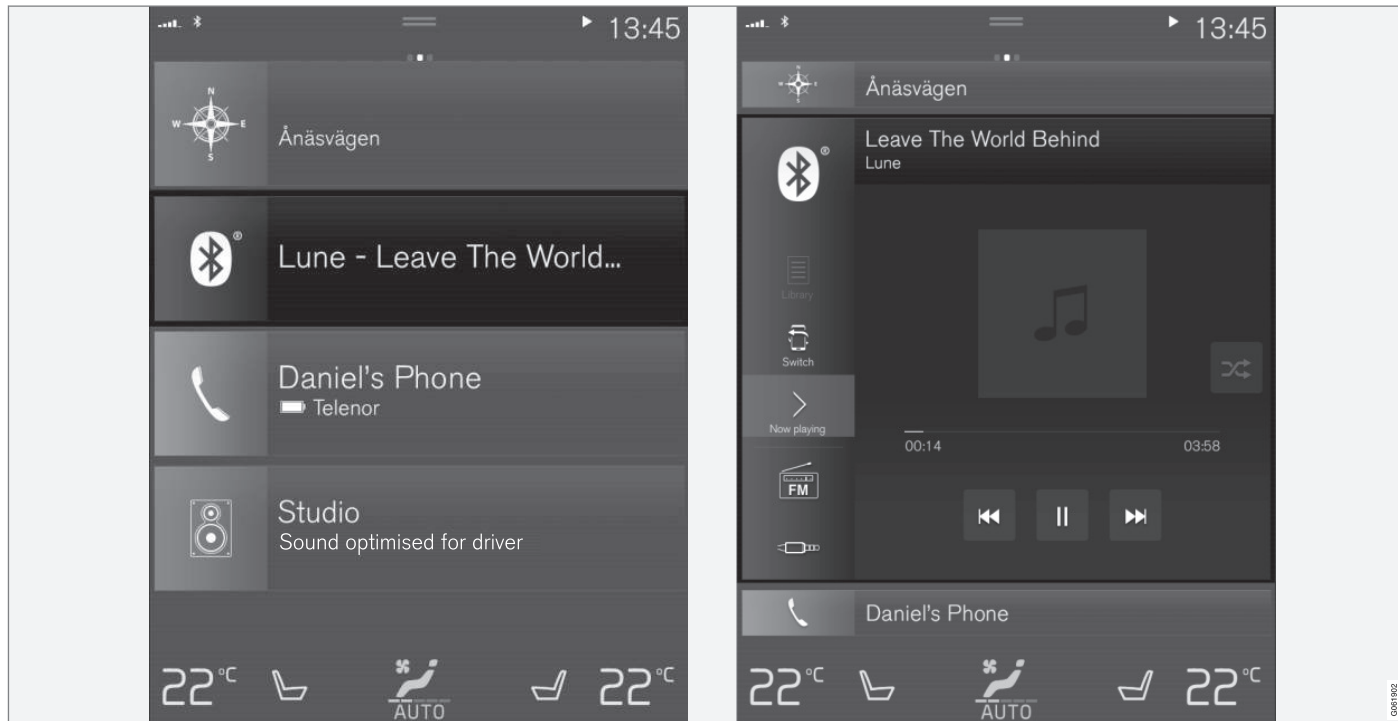 13:45
N
W
E
S
Ånäsvägen
®
Lune - Leave The World...
Daniel's Phone
Telenor
Studio
Sound optimised for driver
22°C
AUTO
22°C
13:45
N
W
E
S
Ånäsvägen
®
Leave The World Behind
Lune
Library
Switch
Now playing
00:14
03:58
FM
Daniel's Phone
22°C
AUTO
22°C
G061902